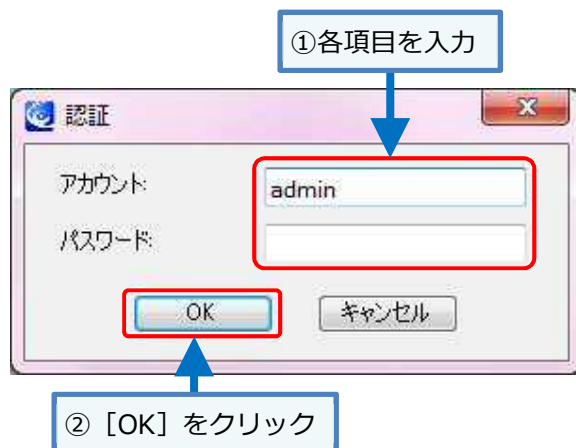 ①各項目を入力
認証
アカウント:
admin
パスワード:
OK
キャンセル
②［OK］をクリック